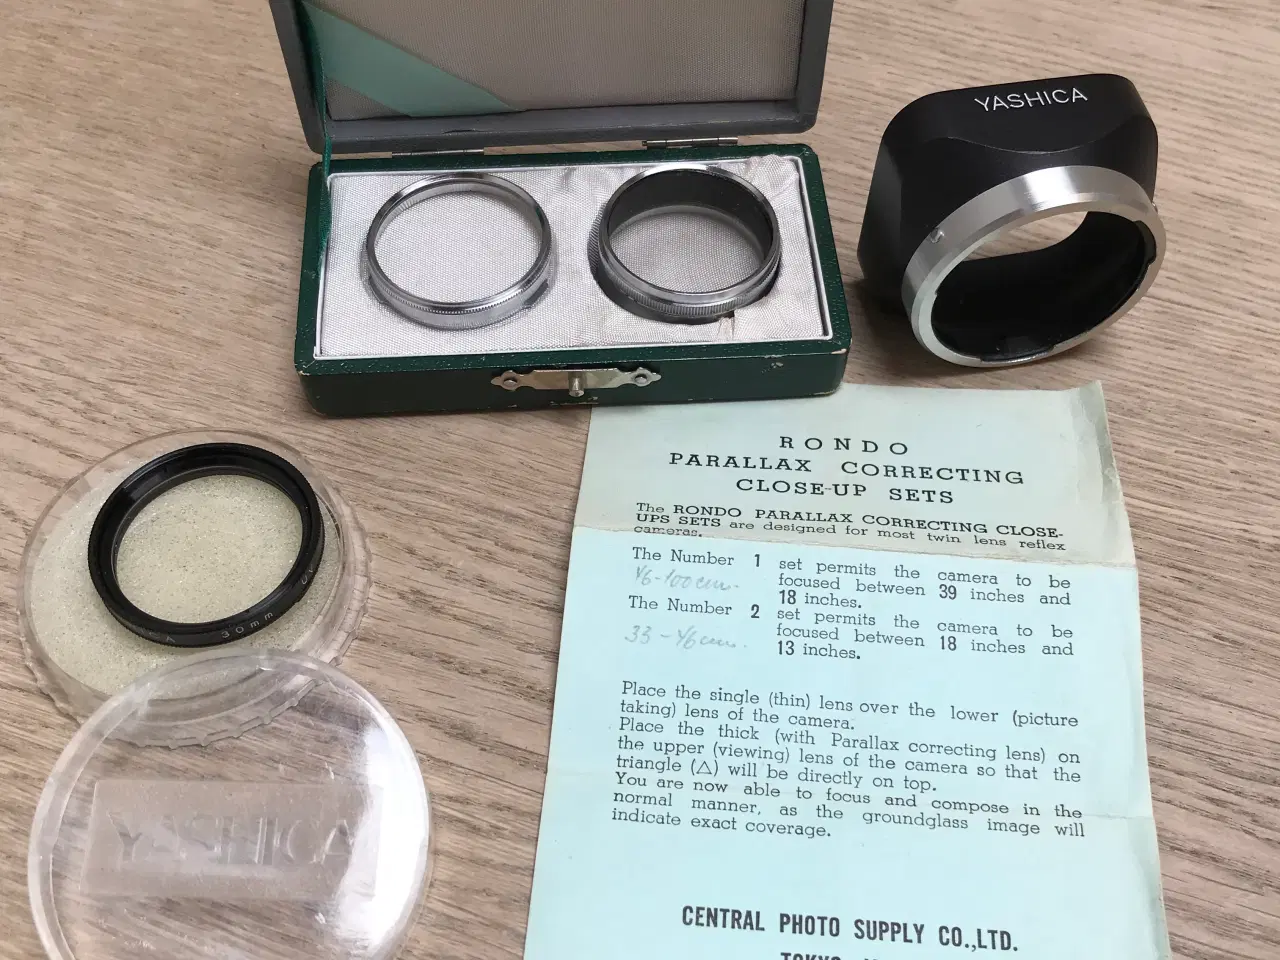 YASHICA
RONDO
PARALLAX CORRECTING
CLOSE-UP SETS
The RONDO PARALLAX CORRECTING CLOSE-
UPS SETS are designed for most twin lens reflex
cameras.
The Number 1 set permits the camera to be
focused between 39 inches and
18 inches.
46-100 cm.
The Number 2 set permits the camera to be
focused between 18 inches and
13 inches.
33-46 cm.
Place the single (thin) lens over the lower (picture
taking) lens of the camera.
Place the thick (with Parallax correcting lens) on
the upper (viewing) lens of the camera so that the
triangle (△) will be directly on top.
You are now able to focus and compose in the
normal manner, as the groundglass image will
indicate exact coverage.
CENTRAL PHOTO SUPPLY CO.,LTD.
30mm UV
YASHICA